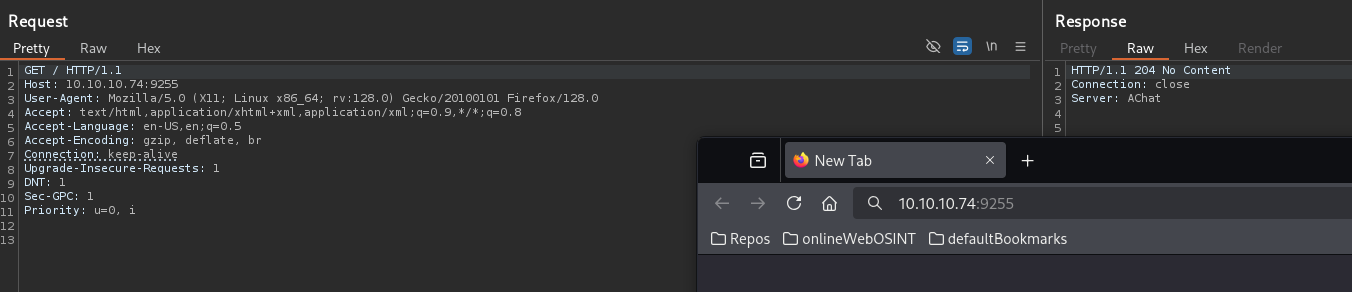 Request
Pretty Raw Hex
\n
1 GET / HTTP/1.1
2 Host: 10.10.10.74:9255
3 User-Agent: Mozilla/5.0 (X11; Linux x86_64; rv:128.0) Gecko/20100101 Firefox/128.0
4 Accept: text/html,application/xhtml+xml,application/xml;q=0.9,*/*;q=0.8
5 Accept-Language: en-US,en;q=0.5
6 Accept-Encoding: gzip, deflate, br
7 Connection: keep-alive
8 Upgrade-Insecure-Requests: 1
9 DNT: 1
10 Sec-GPC: 1
11 Priority: u=0, i
12
13
Response
Pretty Raw Hex Render
1 HTTP/1.1 204 No Content
2 Connection: close
3 Server: AChat
4
5
New Tab
10.10.10.74:9255
Repos onlineWebOSINT defaultBookmarks